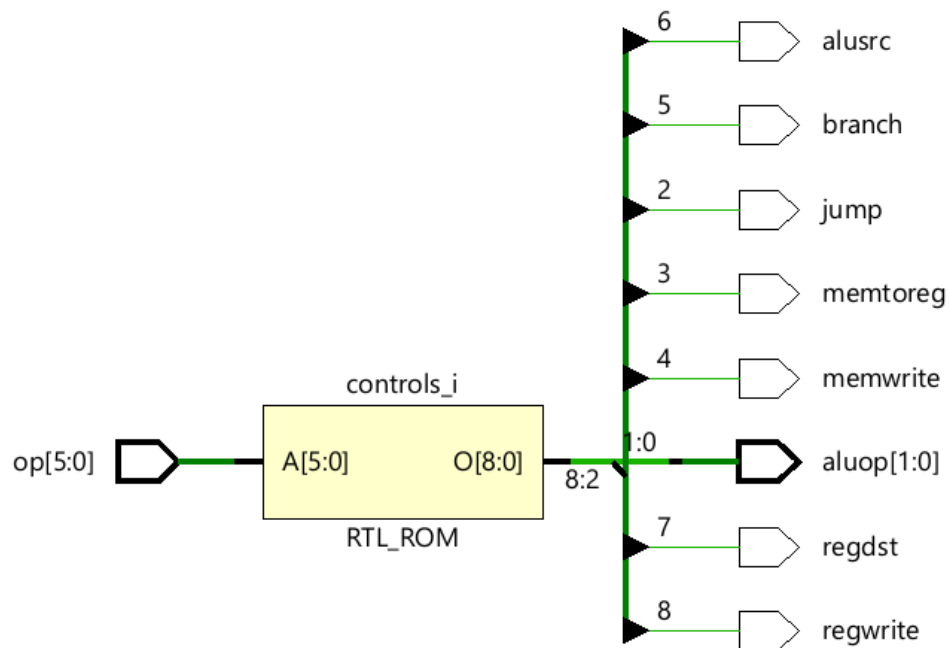 6
alusrc
5
branch
2
jump
3
memtoreg
4
memwrite
controls_i
op[5:0]
A[5:0]
O[8:0]
1:0
8:2
aluop[1:0]
RTL_ROM
7
regdst
8
regwrite